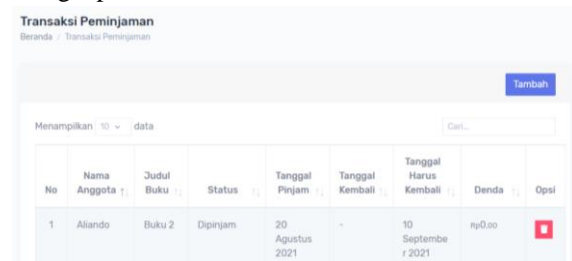 Transaksi Peminjaman
Beranda / Transaksi Peminjaman
Tambah
Menampilkan 10 data
Cari...
No
Nama
Anggota
Judul
Buku
Status
Tanggal
Pinjam
Tanggal
Kembali
Tanggal
Harus
Kembali
Denda
Opsi
1
Aliando
Buku 2
Dipinjam
20
Agustus
2021
-
10
Septembe
r 2021
Rp0,00